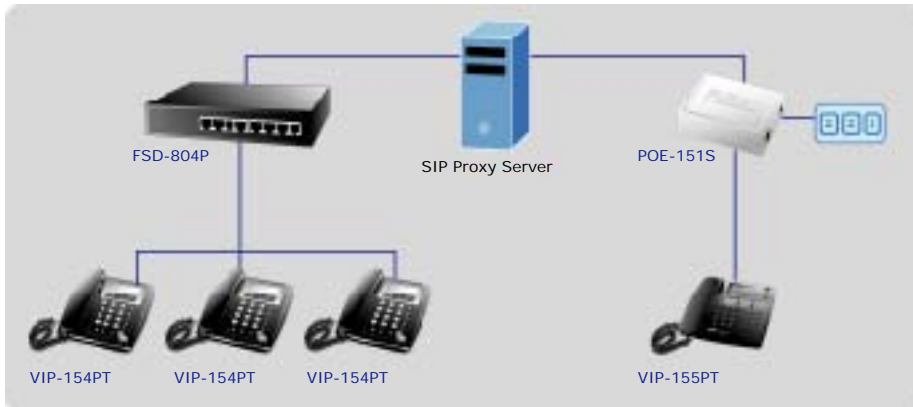 FSD-804P
SIP Proxy Server
POE-151S
VIP-154PT
VIP-154PT
VIP-154PT
VIP-155PT